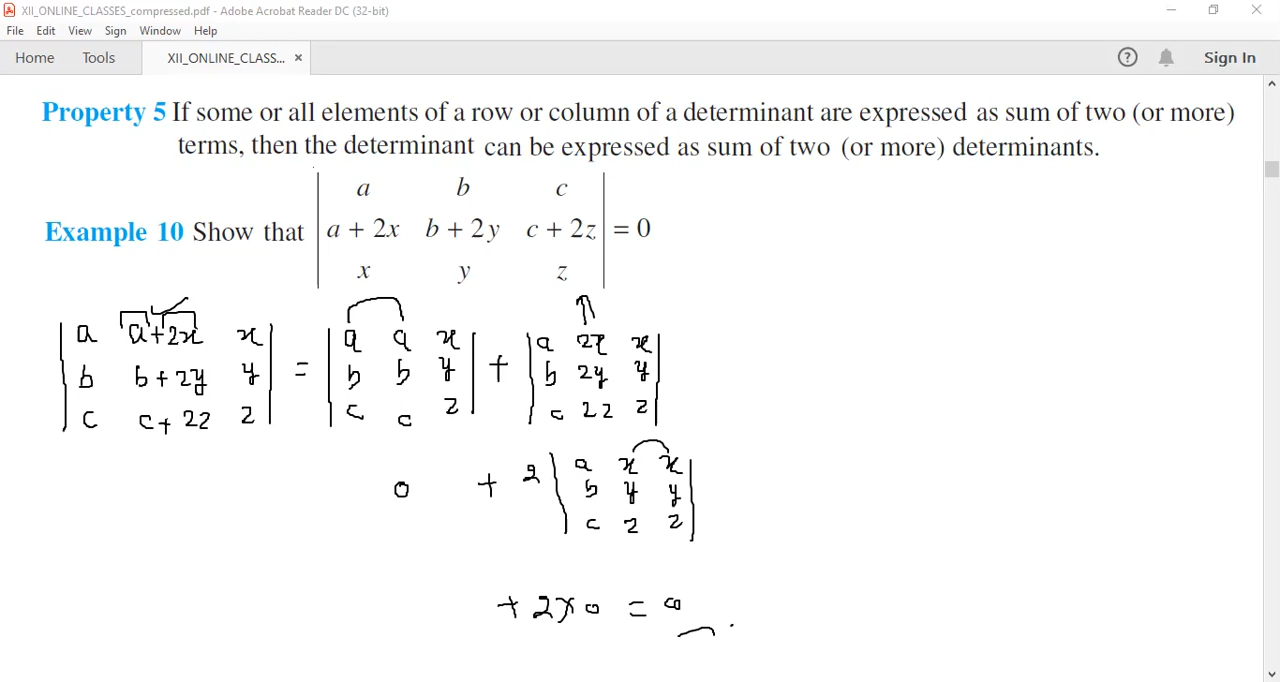 XII_ONLINE_CLASSES_compressed.pdf - Adobe Acrobat Reader DC (32-bit)
File Edit View Sign Window Help
Home Tools XII_ONLINE_CLASS... × ? Sign In
Property 5 If some or all elements of a row or column of a determinant are expressed as sum of two (or more)
terms, then the determinant can be expressed as sum of two (or more) determinants.
a b c
Example 10 Show that | a + 2x b + 2y c + 2z | = 0
x y z
| a a+2x x | | a a x | | a 2x x |
| b b+2y y | = | b b y | + | b 2y y |
| c c+2z z | | c c z | | c 2z z |
| a x x |
0 + 2 | b y y |
| c z z |
+ 2×0 = 0